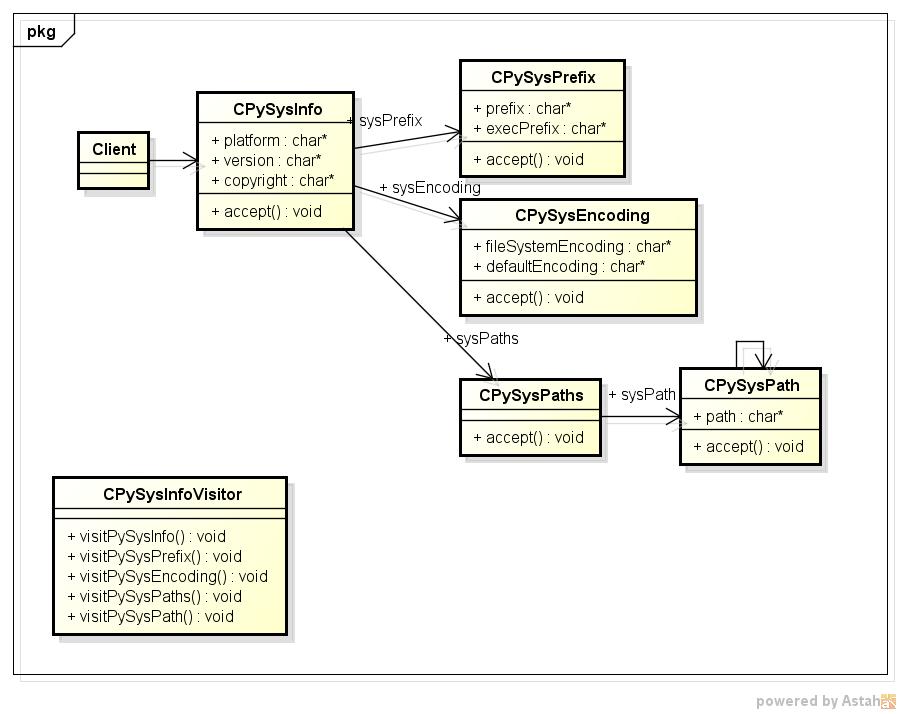 pkg
Client
CPySysInfo
+ platform : char*
+ version : char*
+ copyright : char*
+ accept() : void
+ sysPrefix
CPySysPrefix
+ prefix : char*
+ execPrefix : char*
+ accept() : void
+ sysEncoding
CPySysEncoding
+ fileSystemEncoding : char*
+ defaultEncoding : char*
+ accept() : void
+ sysPaths
CPySysPaths
+ accept() : void
+ sysPath
CPySysPath
+ path : char*
+ accept() : void
CPySysInfoVisitor
+ visitPySysInfo() : void
+ visitPySysPrefix() : void
+ visitPySysEncoding() : void
+ visitPySysPaths() : void
+ visitPySysPath() : void
powered by Astah